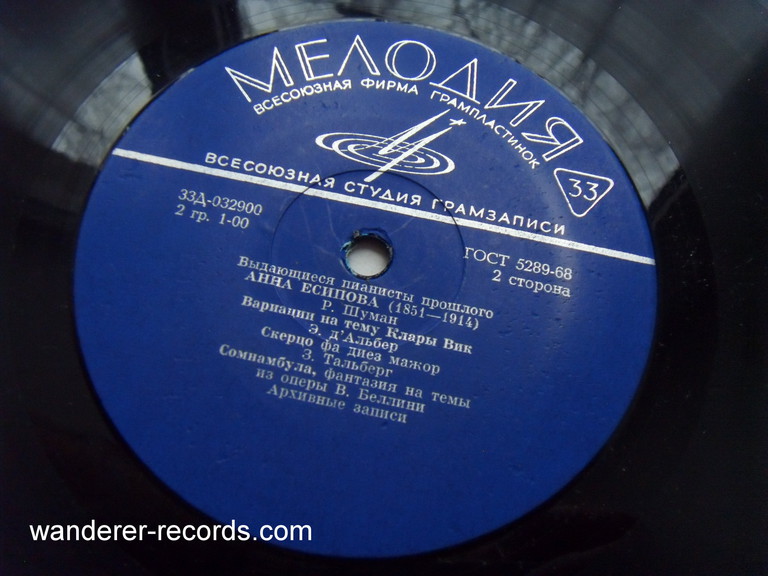 МЕЛОДИЯ
ВСЕСОЮЗНАЯ ФИРМА ГРАМПЛАСТИНОК
33
ВСЕСОЮЗНАЯ СТУДИЯ ГРАМЗАПИСИ
33Д-032900
2 гр. 1-00
ГОСТ 5289-68
2 сторона
Выдающиеся пианисты прошлого
АННА ЕСИПОВА (1851—1914)
Р. Шуман
Вариации на тему Клары Вик
Э. д'Альбер
Скерцо фа диез мажор
З. Тальберг
Сомнамбула, фантазия на темы
из оперы В. Беллини
Архивные записи
wanderer-records.com